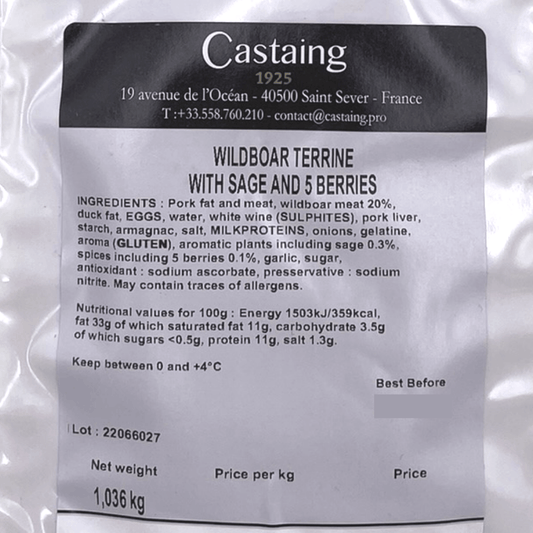 Castaing
1925
19 avenue de l'Océan - 40500 Saint Sever - France
T :+33.558.760.210 - contact@castaing.pro
WILDBOAR TERRINE
WITH SAGE AND 5 BERRIES
INGREDIENTS : Pork fat and meat, wildboar meat 20%,
duck fat, EGGS, water, white wine (SULPHITES), pork liver,
starch, armagnac, salt, MILKPROTEINS, onions, gelatine,
aroma (GLUTEN), aromatic plants including sage 0.3%,
spices including 5 berries 0.1%, garlic, sugar,
antioxidant : sodium ascorbate, presservative : sodium
nitrite. May contain traces of allergens.
Nutritional values for 100g : Energy 1503kJ/359kcal,
fat 33g of which saturated fat 11g, carbohydrate 3.5g
of which sugars <0.5g, protein 11g, salt 1.3g.
Keep between 0 and +4°C
Best Before
Lot : 22066027
Net weight Price per kg Price
1,036 kg